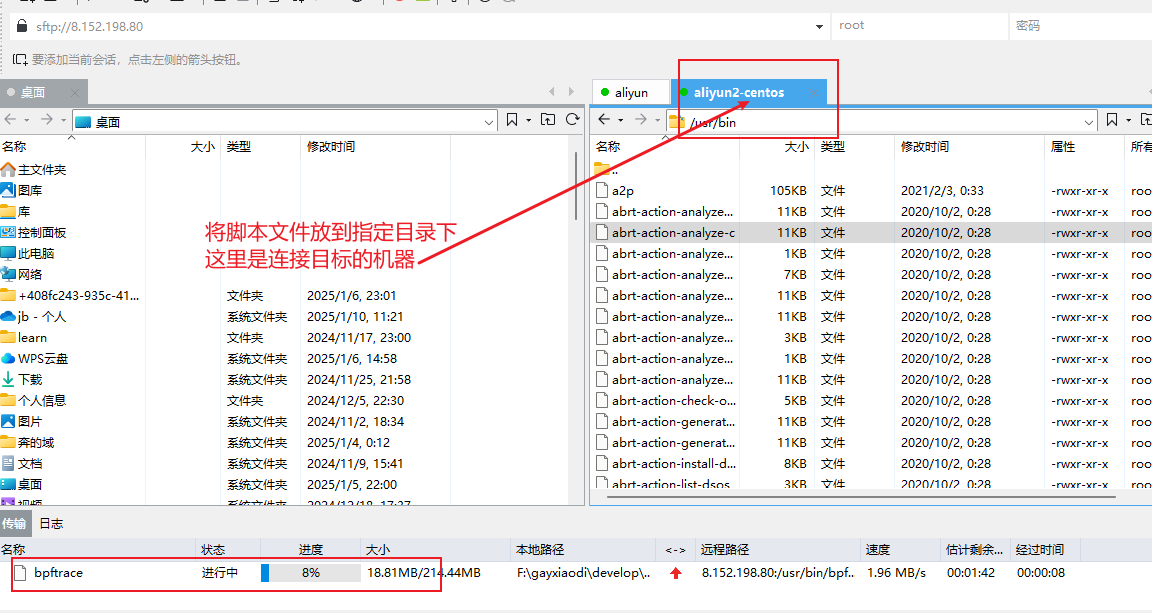 sftp://8.152.198.80 root 密码
要添加当前会话，点击左侧的箭头按钮。
桌面 aliyun aliyun2-centos
桌面 /usr/bin
名称 大小 类型 修改时间 名称 大小 类型 修改时间 属性 所有
主文件夹 ..
图库 a2p 105KB 文件 2021/2/3, 0:33 -rwxr-xr-x roo
库 abrt-action-analyze... 11KB 文件 2020/10/2, 0:28 -rwxr-xr-x roo
控制面板 abrt-action-analyze-c 11KB 文件 2020/10/2, 0:28 -rwxr-xr-x roo
此电脑 abrt-action-analyze... 1KB 文件 2020/10/2, 0:28 -rwxr-xr-x roo
网络 abrt-action-analyze... 7KB 文件 2020/10/2, 0:28 -rwxr-xr-x roo
将脚本文件放到指定目录下
这里是连接目标的机器
+408fc243-935c-41... 文件夹 2025/1/6, 23:01 abrt-action-analyze... 11KB 文件 2020/10/2, 0:28 -rwxr-xr-x roo
jb - 个人 系统文件夹 2025/1/10, 11:21 abrt-action-analyze... 11KB 文件 2020/10/2, 0:28 -rwxr-xr-x roo
learn 文件夹 2024/11/17, 23:00 abrt-action-analyze... 3KB 文件 2020/10/2, 0:28 -rwxr-xr-x roo
WPS云盘 系统文件夹 2025/1/6, 14:58 abrt-action-analyze... 1KB 文件 2020/10/2, 0:28 -rwxr-xr-x roo
下载 系统文件夹 2024/11/25, 21:58 abrt-action-analyze... 11KB 文件 2020/10/2, 0:28 -rwxr-xr-x roo
个人信息 文件夹 2024/12/5, 22:30 abrt-action-check-o... 5KB 文件 2020/10/2, 0:28 -rwxr-xr-x roo
图片 系统文件夹 2024/11/2, 18:34 abrt-action-generat... 11KB 文件 2020/10/2, 0:28 -rwxr-xr-x roo
奔的域 系统文件夹 2025/1/4, 0:12 abrt-action-generat... 11KB 文件 2020/10/2, 0:28 -rwxr-xr-x roo
文档 系统文件夹 2024/11/9, 15:41 abrt-action-install-d... 8KB 文件 2020/10/2, 0:28 -rwxr-xr-x roo
桌面 系统文件夹 2025/1/5, 22:00 abrt-action-list-dsos 3KB 文件 2020/10/2, 0:28 -rwxr-xr-x roo
视频 系统文件夹 2024/12/18, 17:27
传输 日志
名称 状态 进度 大小 本地路径 <-> 远程路径 速度 估计剩余... 经过时间
bpftrace 进行中 8% 18.81MB/214.44MB F:\gayxiaodi\develop\.. 8.152.198.80:/usr/bin/bpf.. 1.96 MB/s 00:01:42 00:00:08